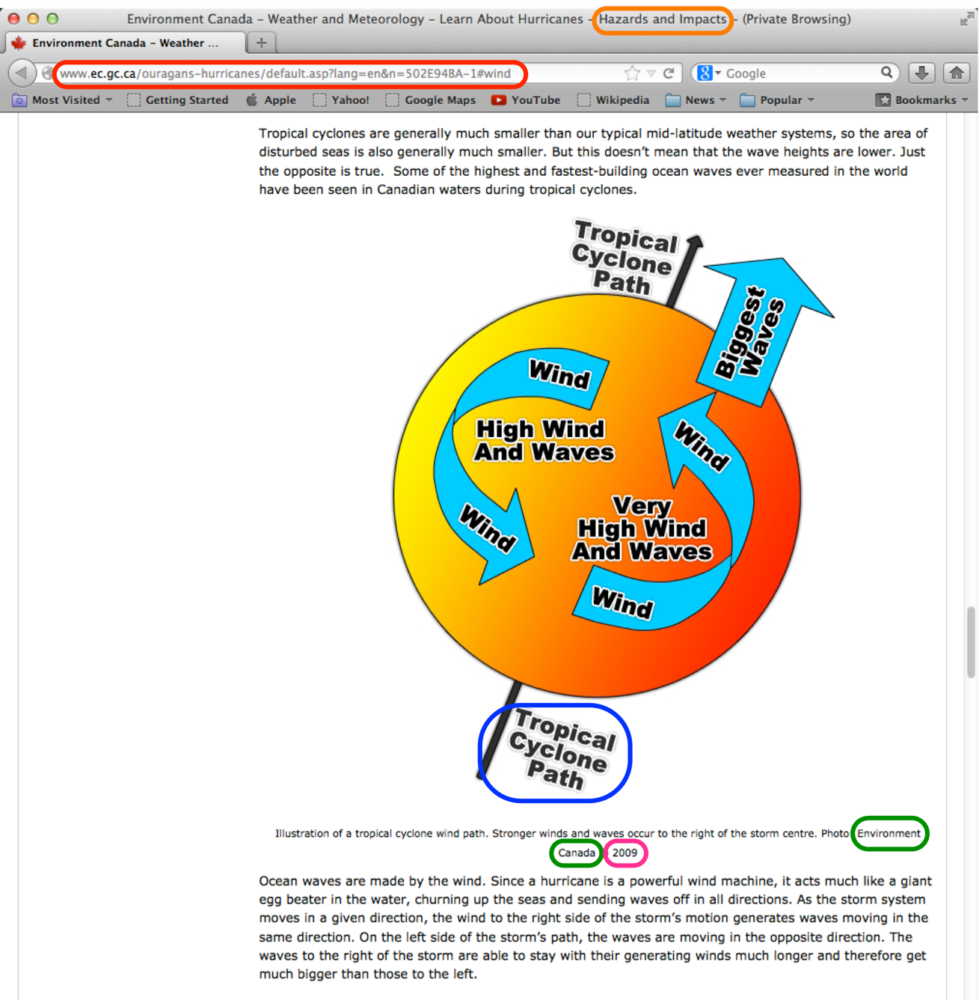 Environment Canada – Weather and Meteorology – Learn About Hurricanes – Hazards and Impacts – (Private Browsing)
Environment Canada – Weather ...
www.ec.gc.ca/ouragans-hurricanes/default.asp?lang=en&n=502E94BA-1#wind
Google
Most Visited Getting Started Apple Yahoo! Google Maps YouTube Wikipedia News Popular Bookmarks
Tropical cyclones are generally much smaller than our typical mid-latitude weather systems, so the area of
disturbed seas is also generally much smaller. But this doesn't mean that the wave heights are lower. Just
the opposite is true. Some of the highest and fastest-building ocean waves ever measured in the world
have been seen in Canadian waters during tropical cyclones.
Tropical
Cyclone
Path
Biggest
Waves
Wind
High Wind
And Waves
Wind
Wind
Very
High Wind
And Waves
Wind
Tropical
Cyclone
Path
Illustration of a tropical cyclone wind path. Stronger winds and waves occur to the right of the storm centre. Photo Environment
Canada 2009
Ocean waves are made by the wind. Since a hurricane is a powerful wind machine, it acts much like a giant
egg beater in the water, churning up the seas and sending waves off in all directions. As the storm system
moves in a given direction, the wind to the right side of the storm's motion generates waves moving in the
same direction. On the left side of the storm's path, the waves are moving in the opposite direction. The
waves to the right of the storm are able to stay with their generating winds much longer and therefore get
much bigger than those to the left.